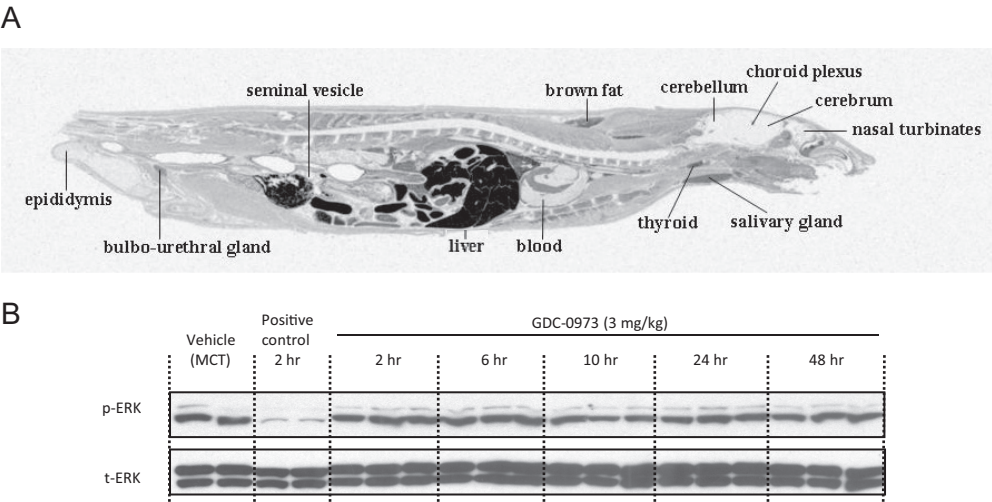 A
seminal vesicle
brown fat
cerebellum
choroid plexus
cerebrum
nasal turbinates
epididymis
bulbo-urethral gland
liver
blood
thyroid
salivary gland
B
Vehicle
(MCT)
Positive
control
2 hr
GDC-0973 (3 mg/kg)
2 hr
6 hr
10 hr
24 hr
48 hr
p-ERK
t-ERK